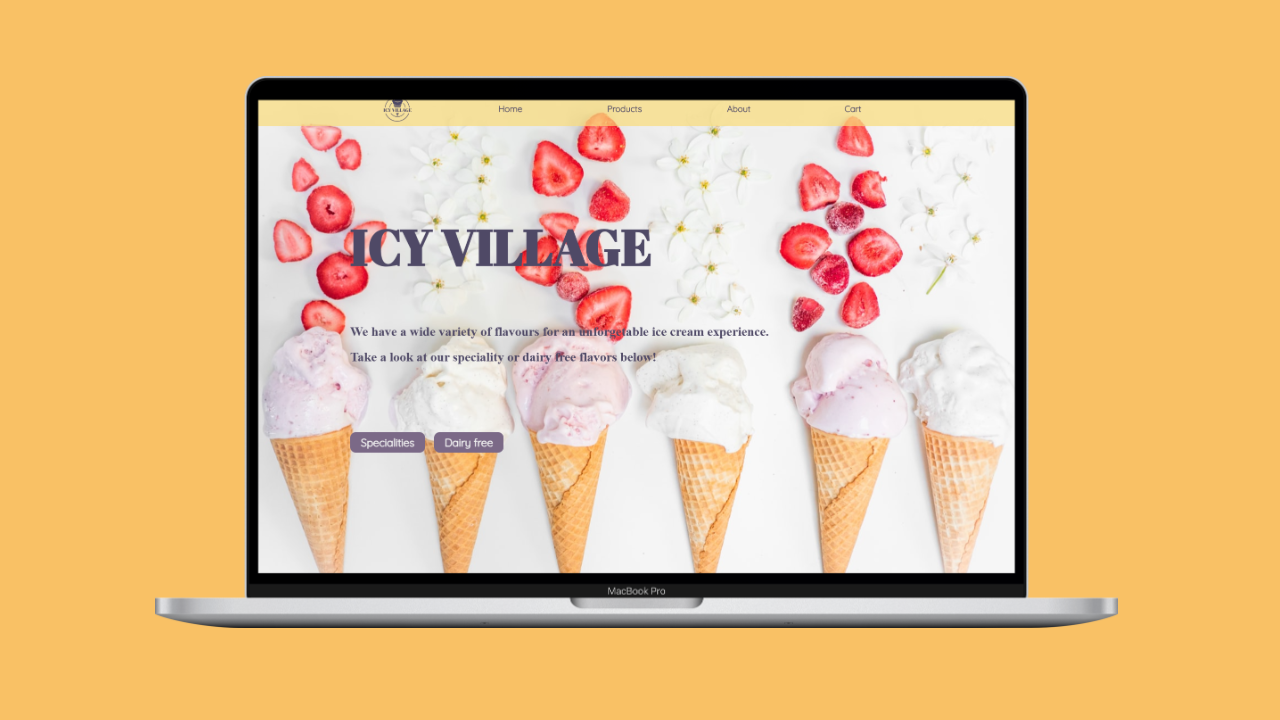 ICY VILLAGE
Home
Products
About
Cart
ICY VILLAGE
We have a wide variety of flavours for an unforgetable ice cream experience.
Take a look at our speciality or dairy free flavors below!
Specialities
Dairy free
MacBook Pro